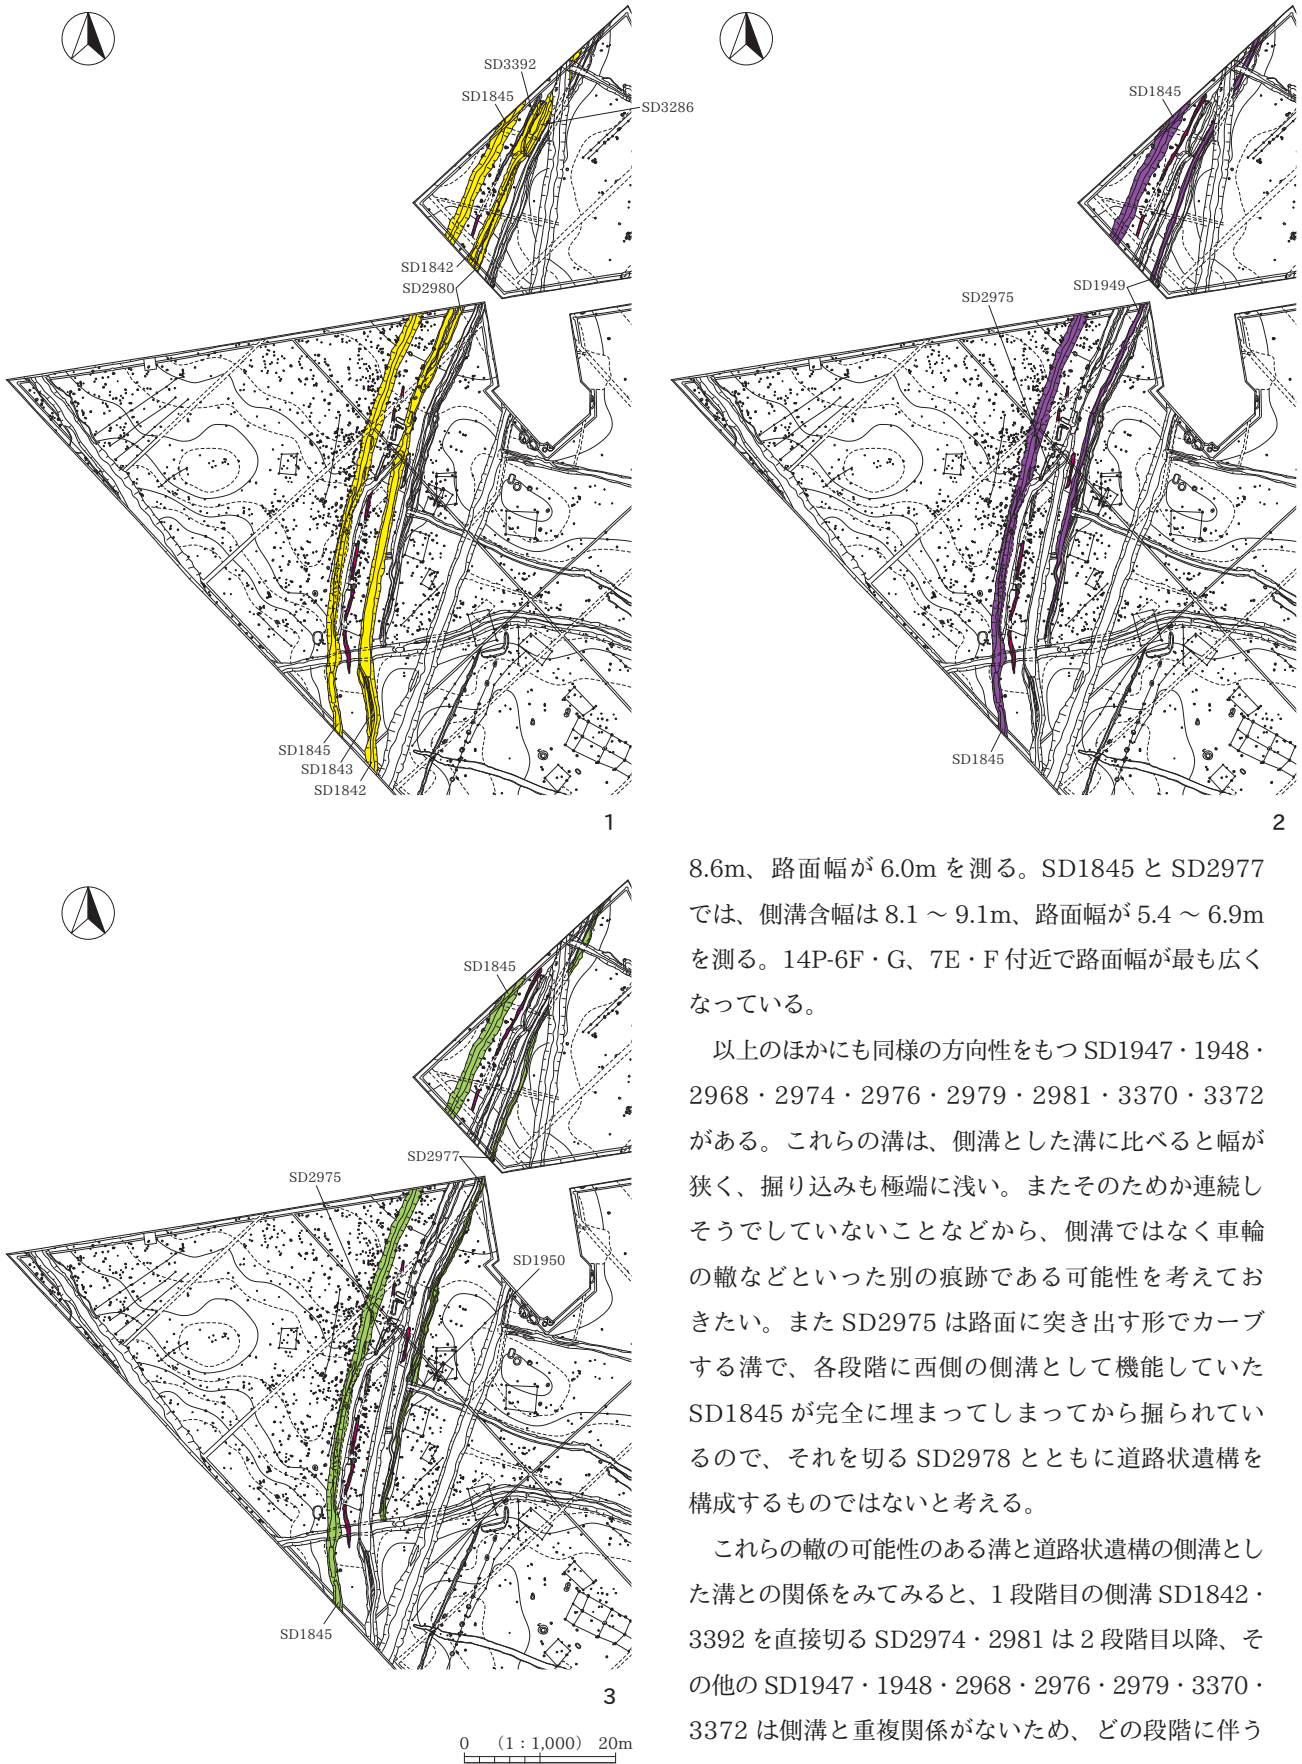 SD3392
SD1845
SD3286
SD1842
SD2980
SD1845
SD1843
SD1842
1
SD1845
SD1949
SD2975
SD1845
2
SD1845
SD2977
SD2975
SD1950
SD1845
3
0 (1:1,000) 20m
8.6m、路面幅が 6.0m を測る。SD1845 と SD2977
では、側溝含幅は 8.1 ～ 9.1m、路面幅が 5.4 ～ 6.9m
を測る。14P-6F・G、7E・F 付近で路面幅が最も広く
なっている。
以上のほかにも同様の方向性をもつ SD1947・1948・
2968・2974・2976・2979・2981・3370・3372
がある。これらの溝は、側溝とした溝に比べると幅が
狭く、掘り込みも極端に浅い。またそのためか連続し
そうでしていないことなどから、側溝ではなく車輪
の轍などといった別の痕跡である可能性を考えてお
きたい。また SD2975 は路面に突き出す形でカーブ
する溝で、各段階に西側の側溝として機能していた
SD1845 が完全に埋まってしまってから掘られてい
るので、それを切る SD2978 とともに道路状遺構を
構成するものではないと考える。
これらの轍の可能性のある溝と道路状遺構の側溝とし
た溝との関係をみてみると、1 段階目の側溝 SD1842・
3392 を直接切る SD2974・2981 は 2 段階目以降、そ
の他の SD1947・1948・2968・2976・2979・3370・
3372 は側溝と重複関係がないため、どの段階に伴う